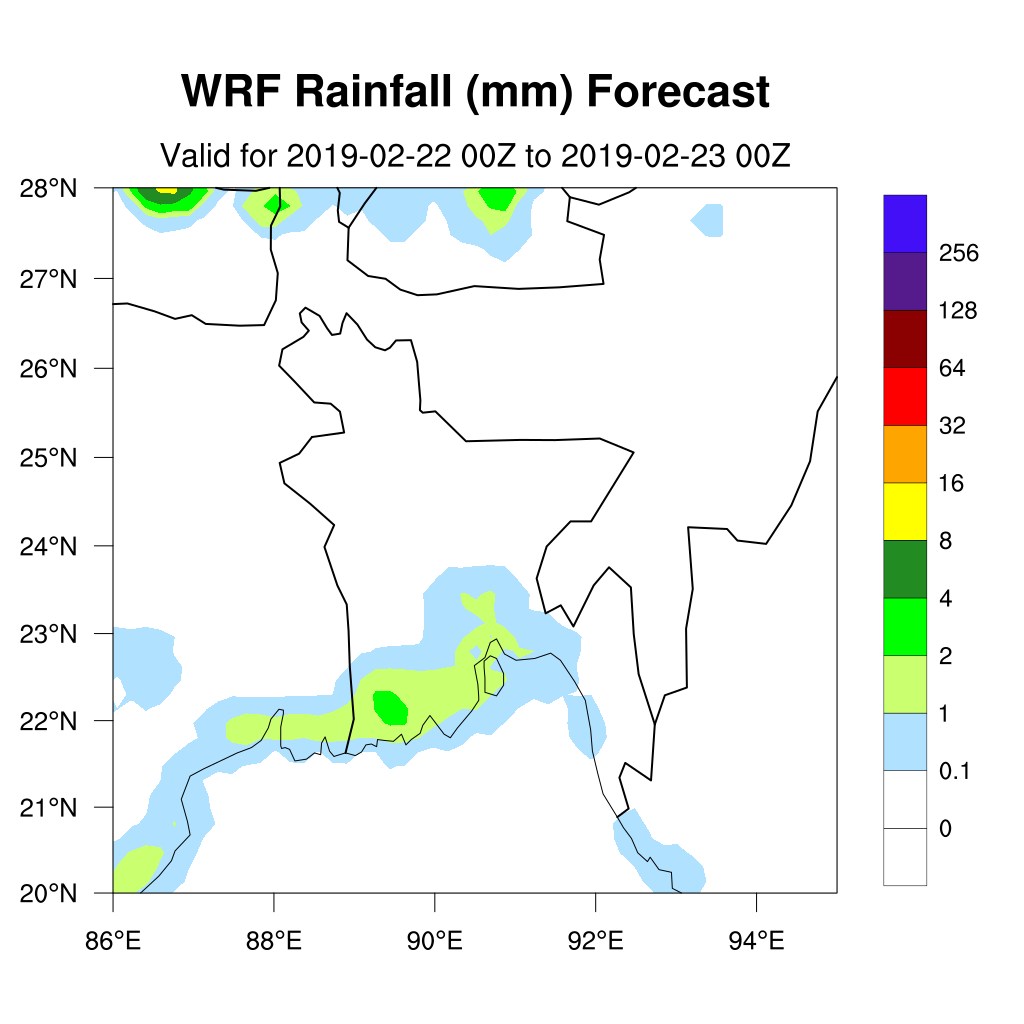 WRF Rainfall (mm) Forecast
Valid for 2019-02-22 00Z to 2019-02-23 00Z
28°N
27°N
26°N
25°N
24°N
23°N
22°N
21°N
20°N
86°E 88°E 90°E 92°E 94°E
256
128
64
32
16
8
4
2
1
0.1
0